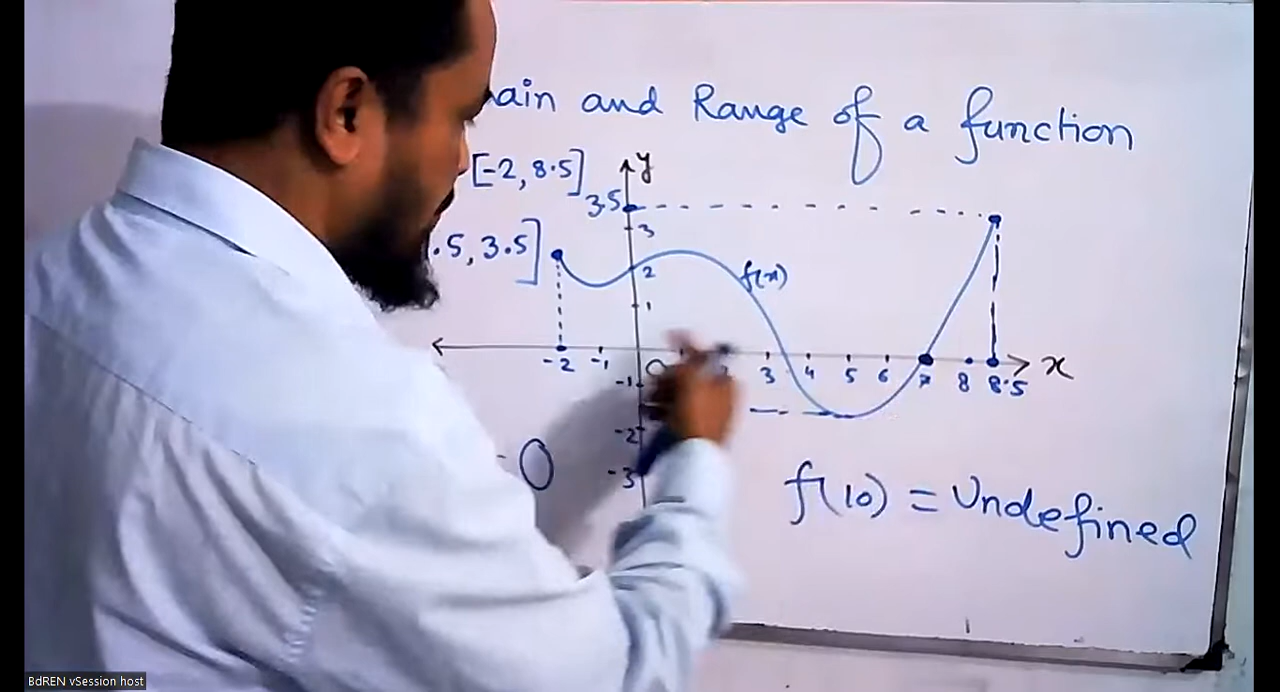 ain and Range of a function
[-2, 8.5]
y
3.5
3
.5, 3.5]
2
f(x)
1
-2 -1 3 4 5 6 7 8 8.5 x
-1
-2
-3
0
f(10) = Undefined
BdREN vSession host